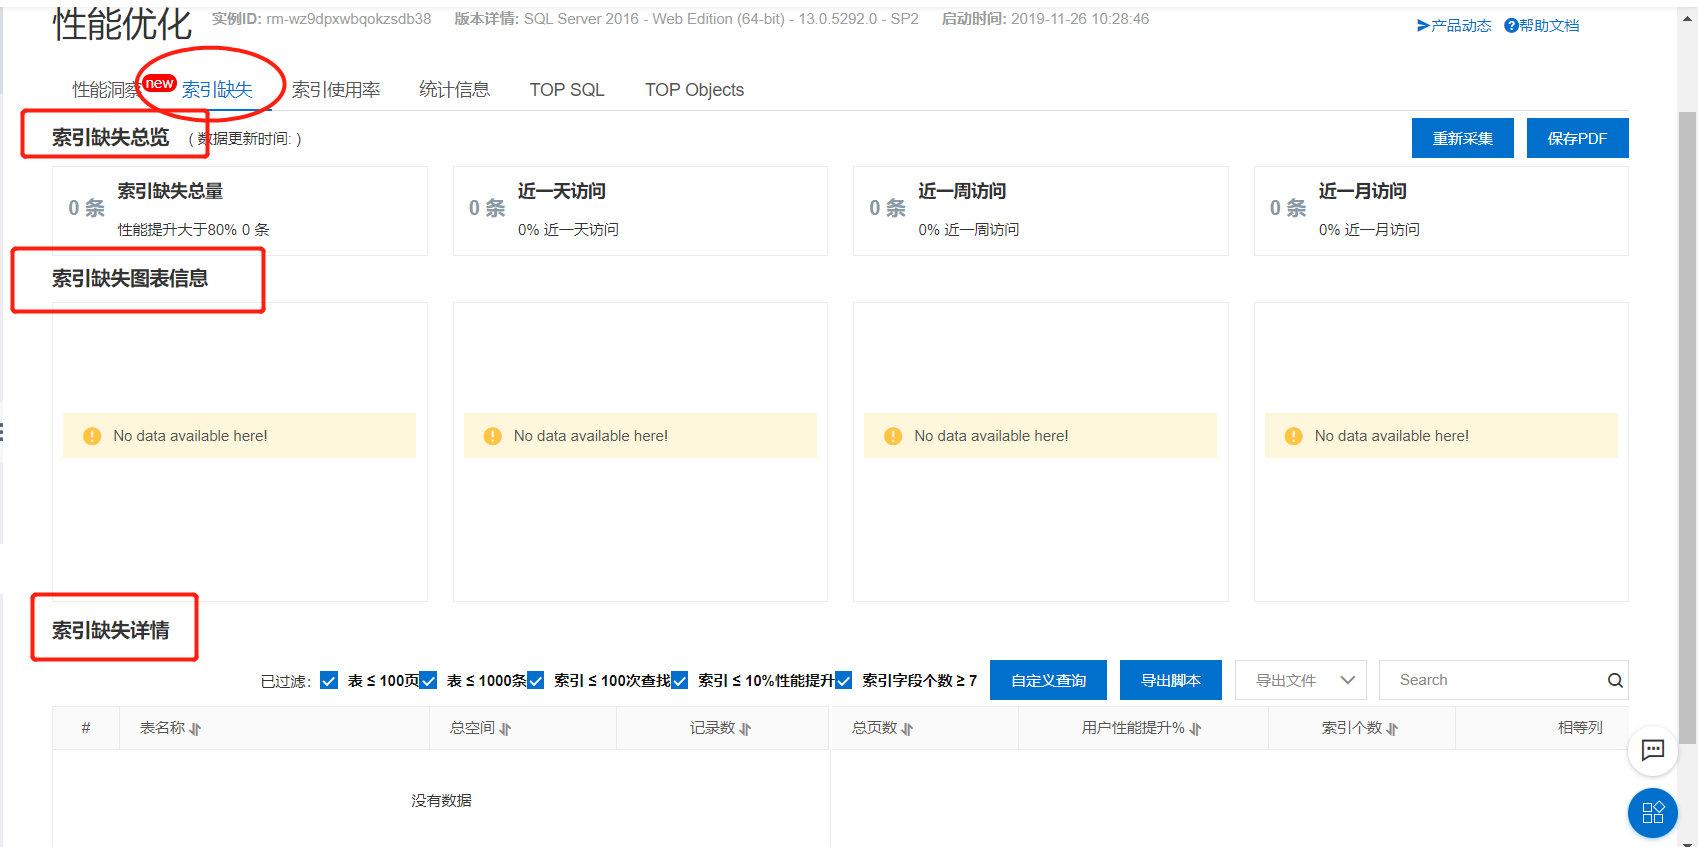 性能优化 实例ID: rm-wz9dpxwbqokzsdb38 版本详情: SQL Server 2016 - Web Edition (64-bit) - 13.0.5292.0 - SP2 启动时间: 2019-11-26 10:28:46
产品动态 帮助文档
性能洞察 new 索引缺失 索引使用率 统计信息 TOP SQL TOP Objects
索引缺失总览 ( 数据更新时间: )
重新采集 保存PDF
0 条 索引缺失总量
性能提升大于80% 0 条
0 条 近一天访问
0% 近一天访问
0 条 近一周访问
0% 近一周访问
0 条 近一月访问
0% 近一月访问
索引缺失图表信息
No data available here! No data available here! No data available here! No data available here!
索引缺失详情
已过滤: 表 ≤ 100页 表 ≤ 1000条 索引 ≤ 100次查找 索引 ≤ 10%性能提升 索引字段个数 ≥ 7 自定义查询 导出脚本 导出文件 Search
# 表名称 总空间 记录数 总页数 用户性能提升% 索引个数 相等列
没有数据